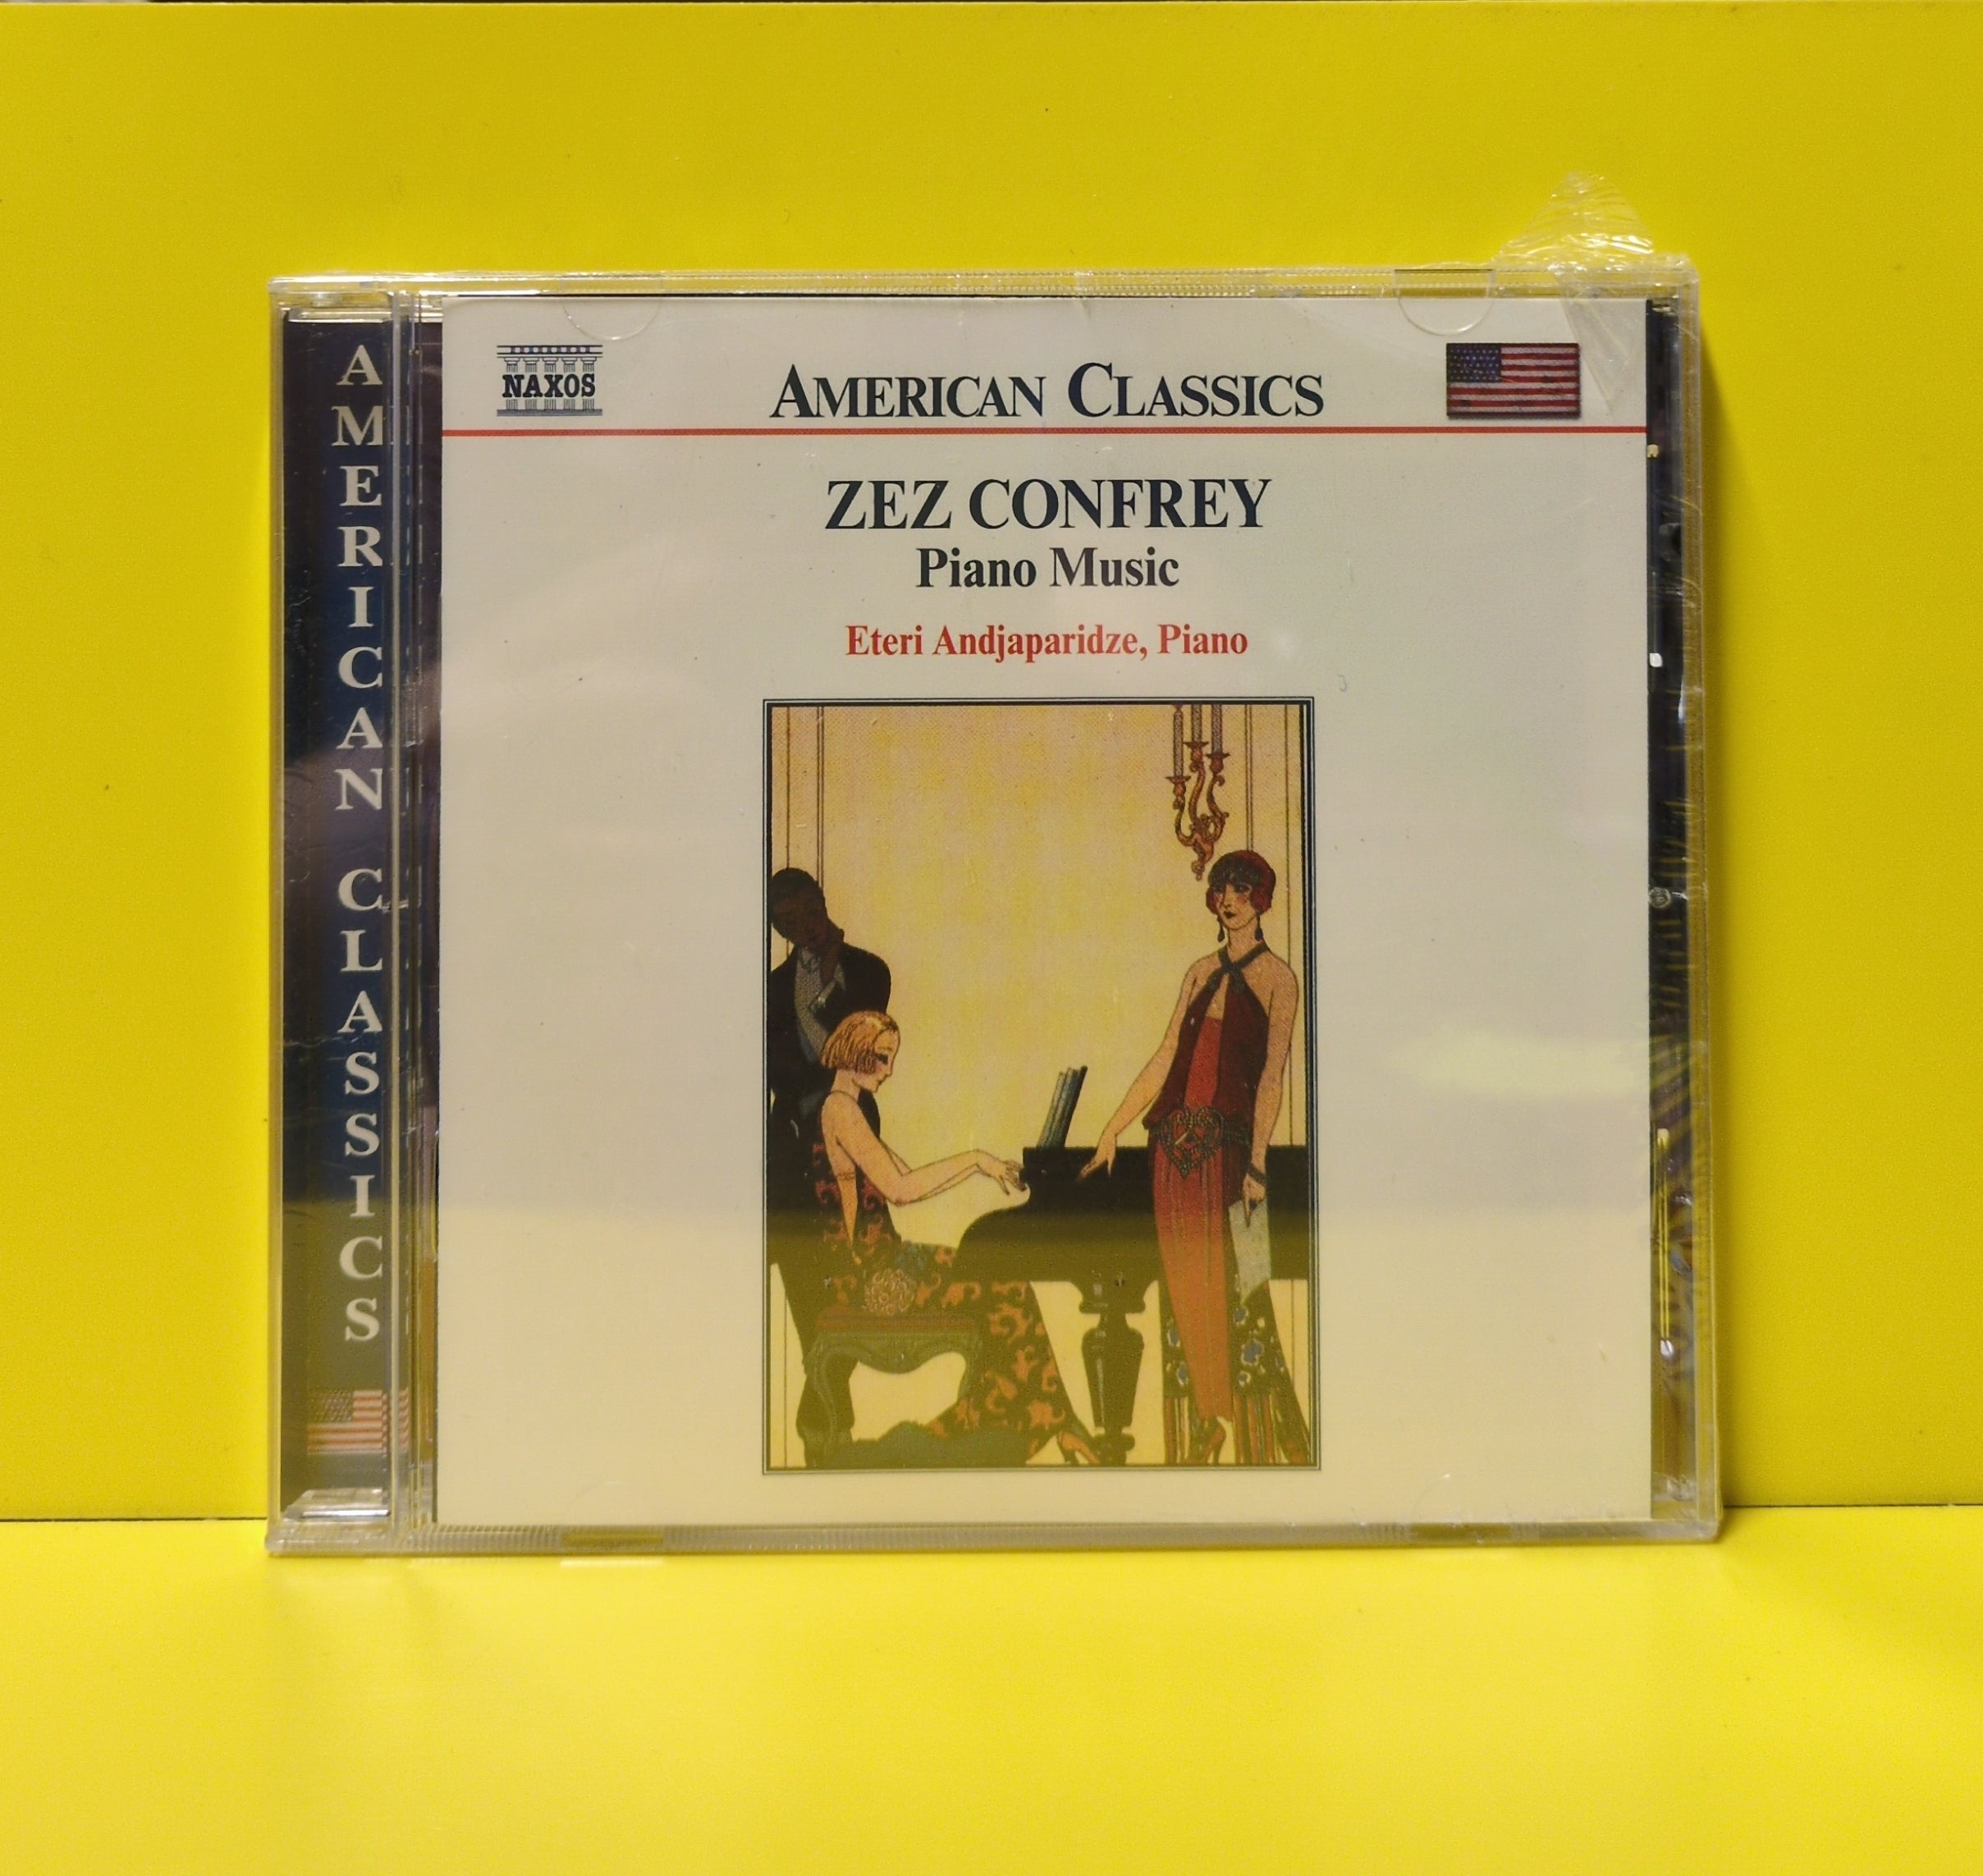 AMERICAN CLASSICS
NAXOS
AMERICAN CLASSICS
ZEZ CONFREY
Piano Music
Eteri Andjaparidze, Piano